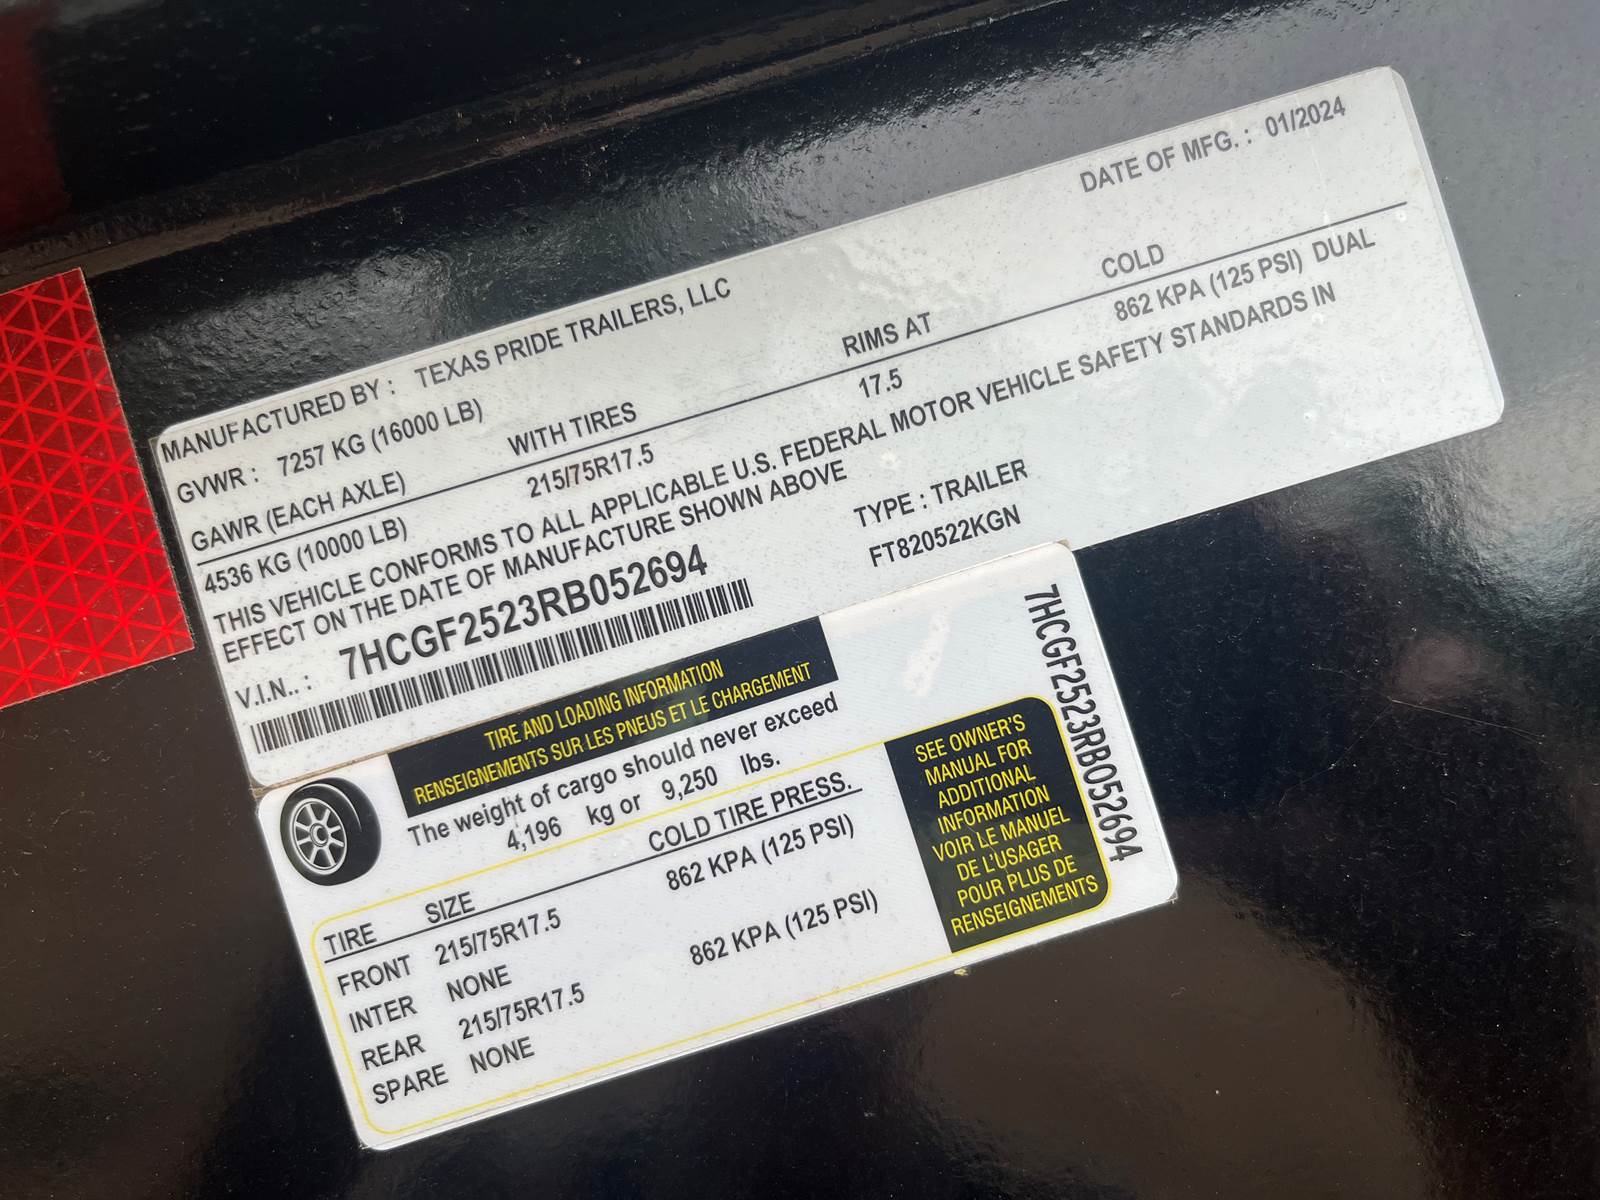 MANUFACTURED BY : TEXAS PRIDE TRAILERS, LLC DATE OF MFG. : 01/2024
GVWR : 7257 KG (16000 LB)
GAWR (EACH AXLE) WITH TIRES RIMS AT COLD
4536 KG (10000 LB) 215/75R17.5 17.5 862 KPA (125 PSI) DUAL
THIS VEHICLE CONFORMS TO ALL APPLICABLE U.S. FEDERAL MOTOR VEHICLE SAFETY STANDARDS IN
EFFECT ON THE DATE OF MANUFACTURE SHOWN ABOVE
V.I.N.. : 7HCGF2523RB052694 TYPE : TRAILER
FT820522KGN
TIRE AND LOADING INFORMATION
RENSEIGNEMENTS SUR LES PNEUS ET LE CHARGEMENT
The weight of cargo should never exceed
4,196 kg or 9,250 lbs.
TIRE SIZE COLD TIRE PRESS.
FRONT 215/75R17.5 862 KPA (125 PSI)
INTER NONE
REAR 215/75R17.5 862 KPA (125 PSI)
SPARE NONE
SEE OWNER'S
MANUAL FOR
ADDITIONAL
INFORMATION
VOIR LE MANUEL
DE L'USAGER
POUR PLUS DE
RENSEIGNEMENTS
7HCGF2523RB052694